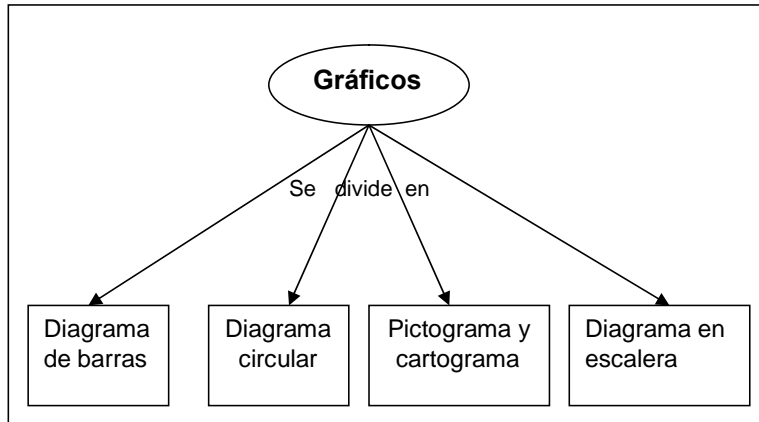 Gráficos
Se divide en
Diagrama
de barras
Diagrama
circular
Pictograma y
cartograma
Diagrama en
escalera